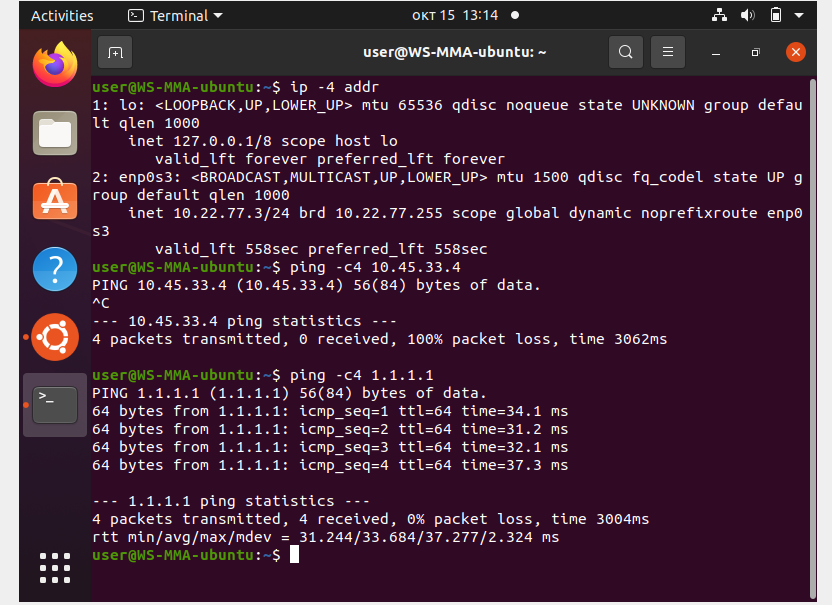 Activities
Terminal
окт 15 13:14
user@WS-MMA-ubuntu: ~
user@WS-MMA-ubuntu:~$ ip -4 addr
1: lo: <LOOPBACK,UP,LOWER_UP> mtu 65536 qdisc noqueue state UNKNOWN group defau
lt qlen 1000
    inet 127.0.0.1/8 scope host lo
       valid_lft forever preferred_lft forever
2: enp0s3: <BROADCAST,MULTICAST,UP,LOWER_UP> mtu 1500 qdisc fq_codel state UP g
roup default qlen 1000
    inet 10.22.77.3/24 brd 10.22.77.255 scope global dynamic noprefixroute enp0
s3
       valid_lft 558sec preferred_lft 558sec
user@WS-MMA-ubuntu:~$ ping -c4 10.45.33.4
PING 10.45.33.4 (10.45.33.4) 56(84) bytes of data.
^C
--- 10.45.33.4 ping statistics ---
4 packets transmitted, 0 received, 100% packet loss, time 3062ms
user@WS-MMA-ubuntu:~$ ping -c4 1.1.1.1
PING 1.1.1.1 (1.1.1.1) 56(84) bytes of data.
64 bytes from 1.1.1.1: icmp_seq=1 ttl=64 time=34.1 ms
64 bytes from 1.1.1.1: icmp_seq=2 ttl=64 time=31.2 ms
64 bytes from 1.1.1.1: icmp_seq=3 ttl=64 time=32.1 ms
64 bytes from 1.1.1.1: icmp_seq=4 ttl=64 time=37.3 ms
--- 1.1.1.1 ping statistics ---
4 packets transmitted, 4 received, 0% packet loss, time 3004ms
rtt min/avg/max/mdev = 31.244/33.684/37.277/2.324 ms
user@WS-MMA-ubuntu:~$